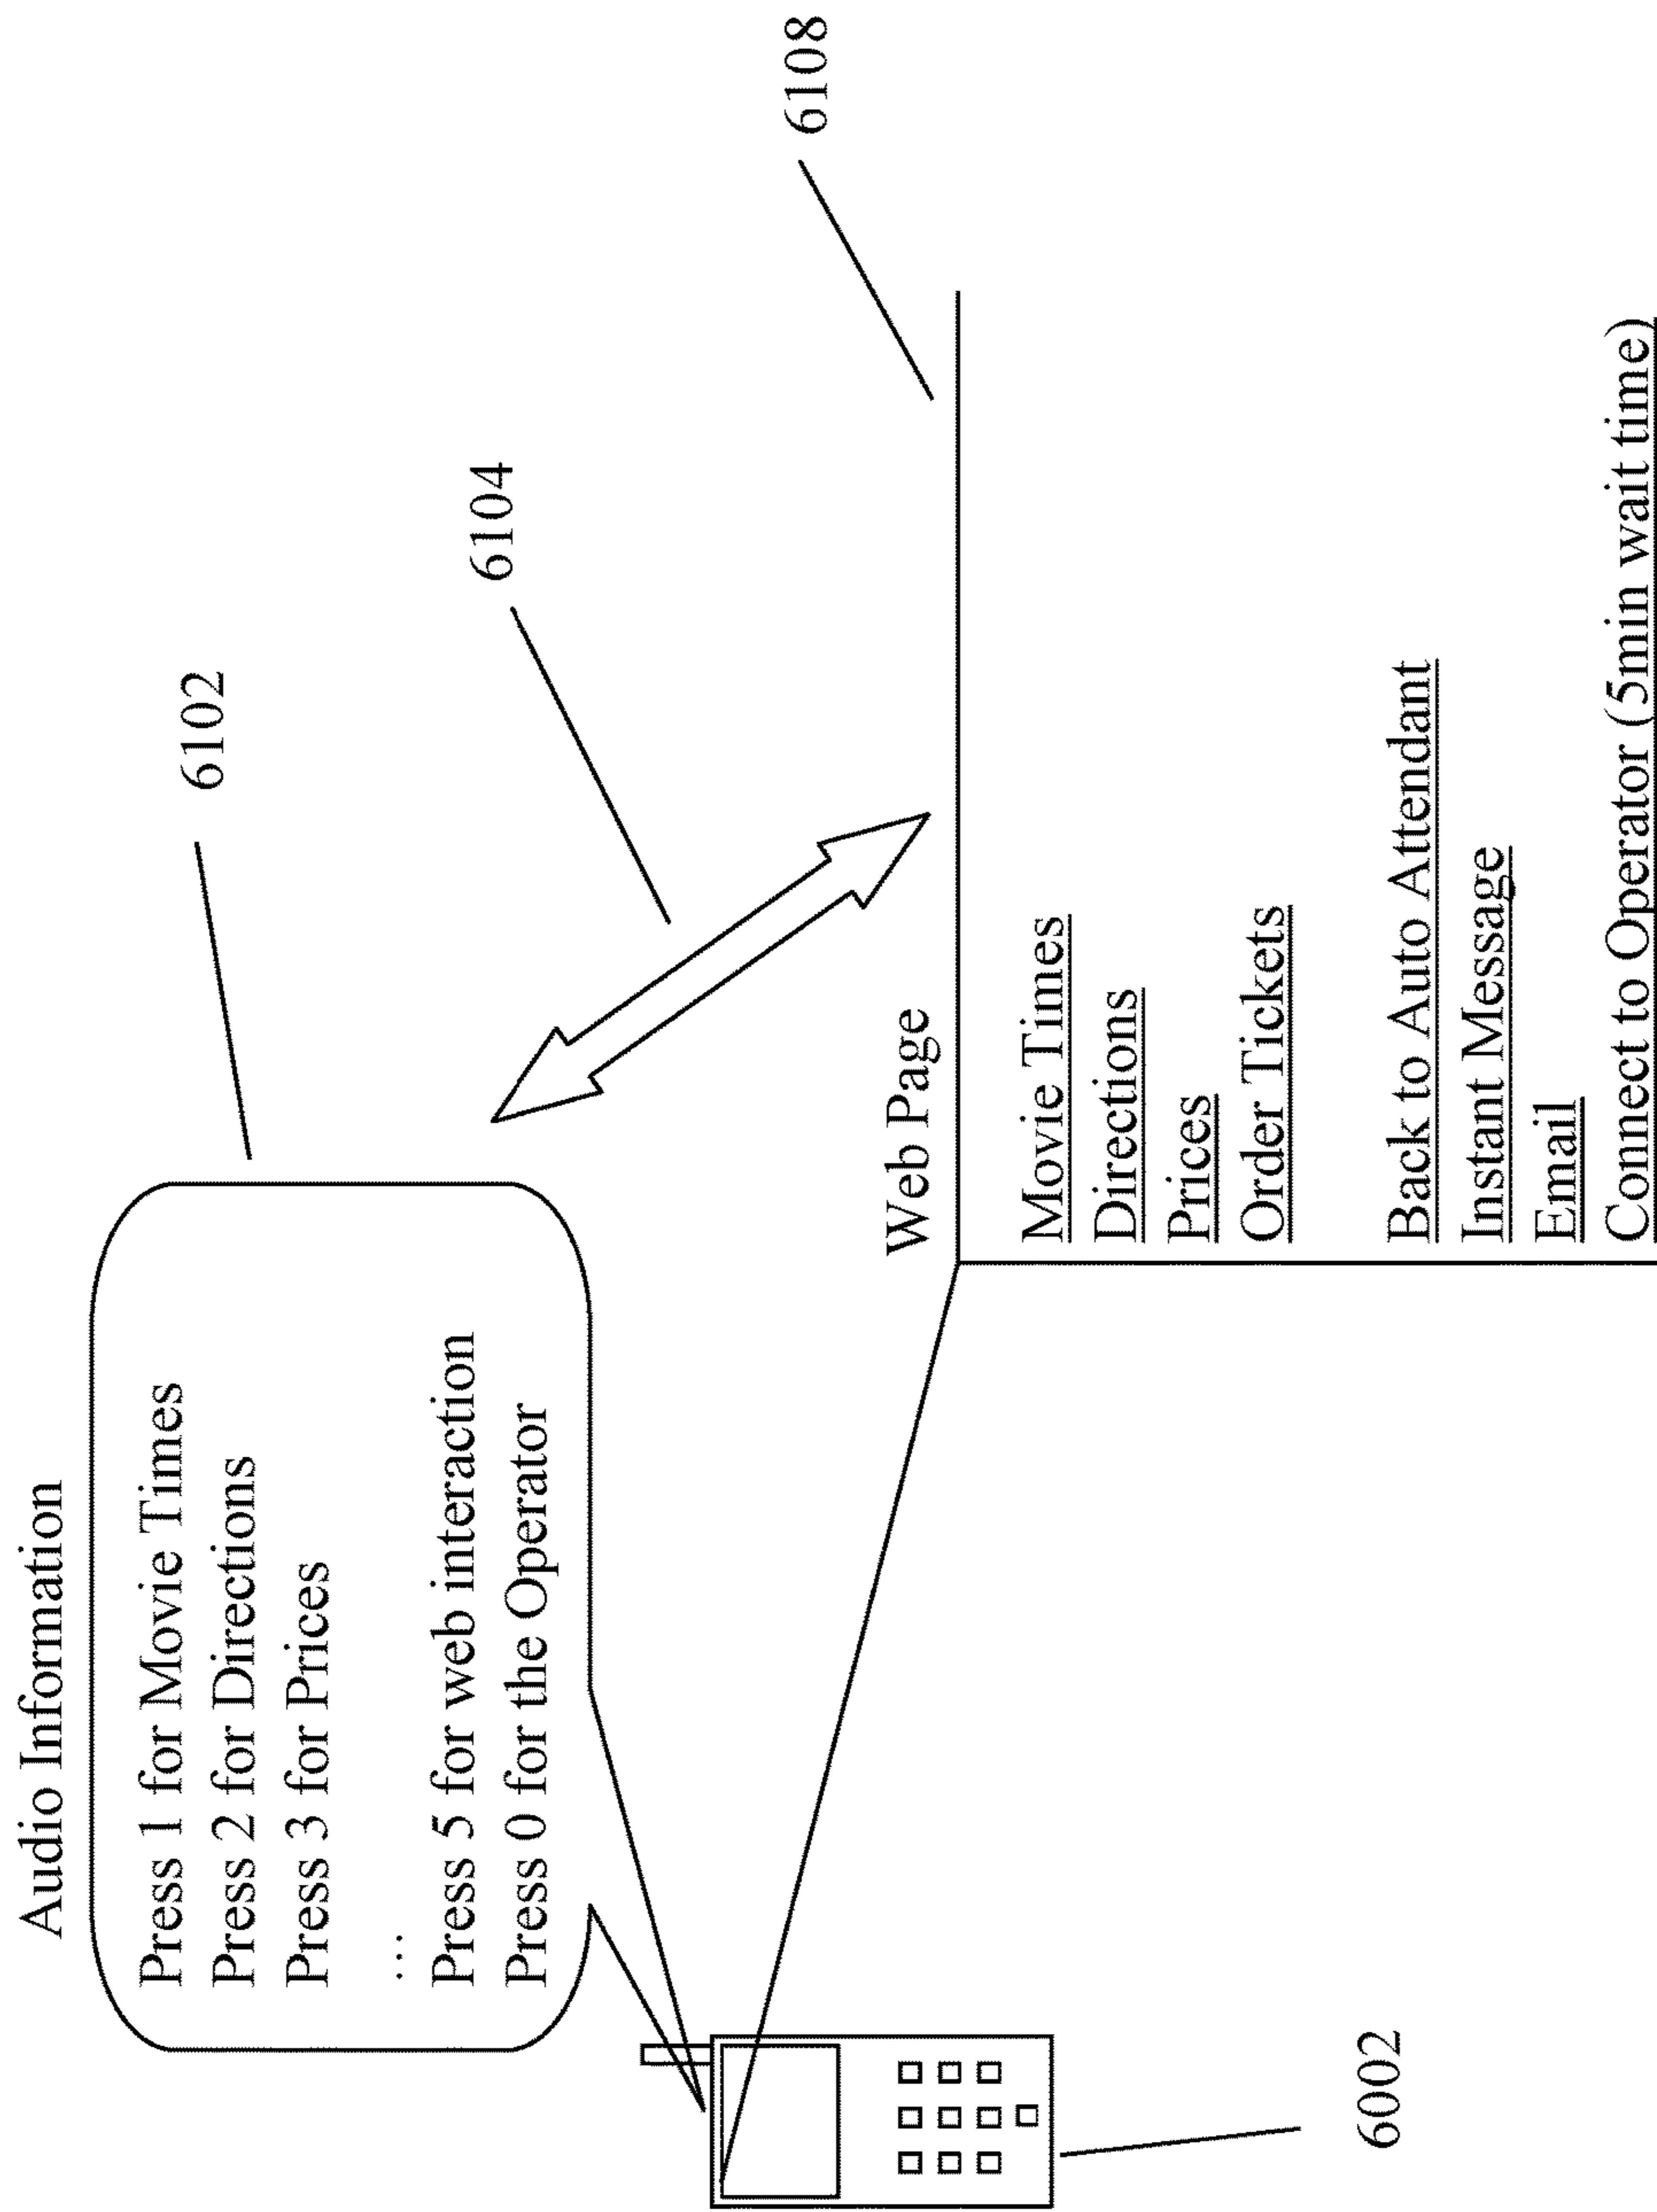 Audio Information
Press 1 for Movie Times
Press 2 for Directions
Press 3 for Prices
...
Press 5 for web interaction
Press 0 for the Operator
6102
6104
6108
Web Page
Movie Times
Directions
Prices
Order Tickets
Back to Auto Attendant
Instant Message
Email
Connect to Operator (5min wait time)
6002